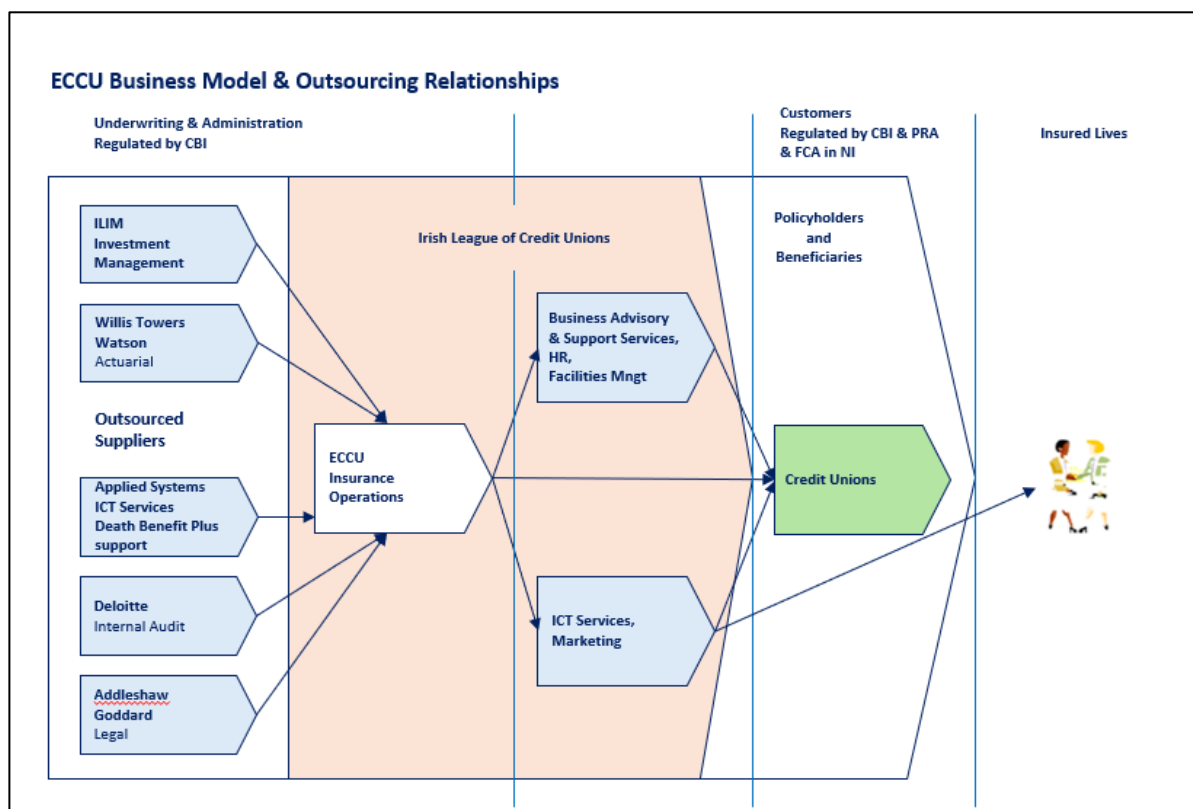 ECCU Business Model & Outsourcing Relationships
Underwriting & Administration
Regulated by CBI
Customers
Regulated by CBI & PRA
& FCA in NI
Insured Lives
ILIM
Investment
Management
Willis Towers
Watson
Actuarial
Outsourced
Suppliers
Applied Systems
ICT Services
Death Benefit Plus
support
Deloitte
Internal Audit
Addleshaw
Goddard
Legal
Irish League of Credit Unions
ECCU
Insurance
Operations
Business Advisory
& Support Services,
HR,
Facilities Mngt
ICT Services,
Marketing
Policyholders
and
Beneficiaries
Credit Unions